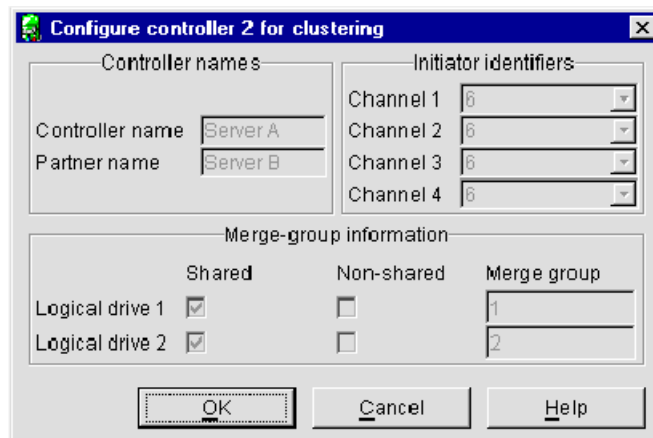 Configure controller 2 for clustering
Controller names
Controller name Server A
Partner name Server B
Initiator identifiers
Channel 1 6
Channel 2 6
Channel 3 6
Channel 4 6
Merge-group information
Shared Non-shared Merge group
Logical drive 1 1
Logical drive 2 2
OK Cancel Help